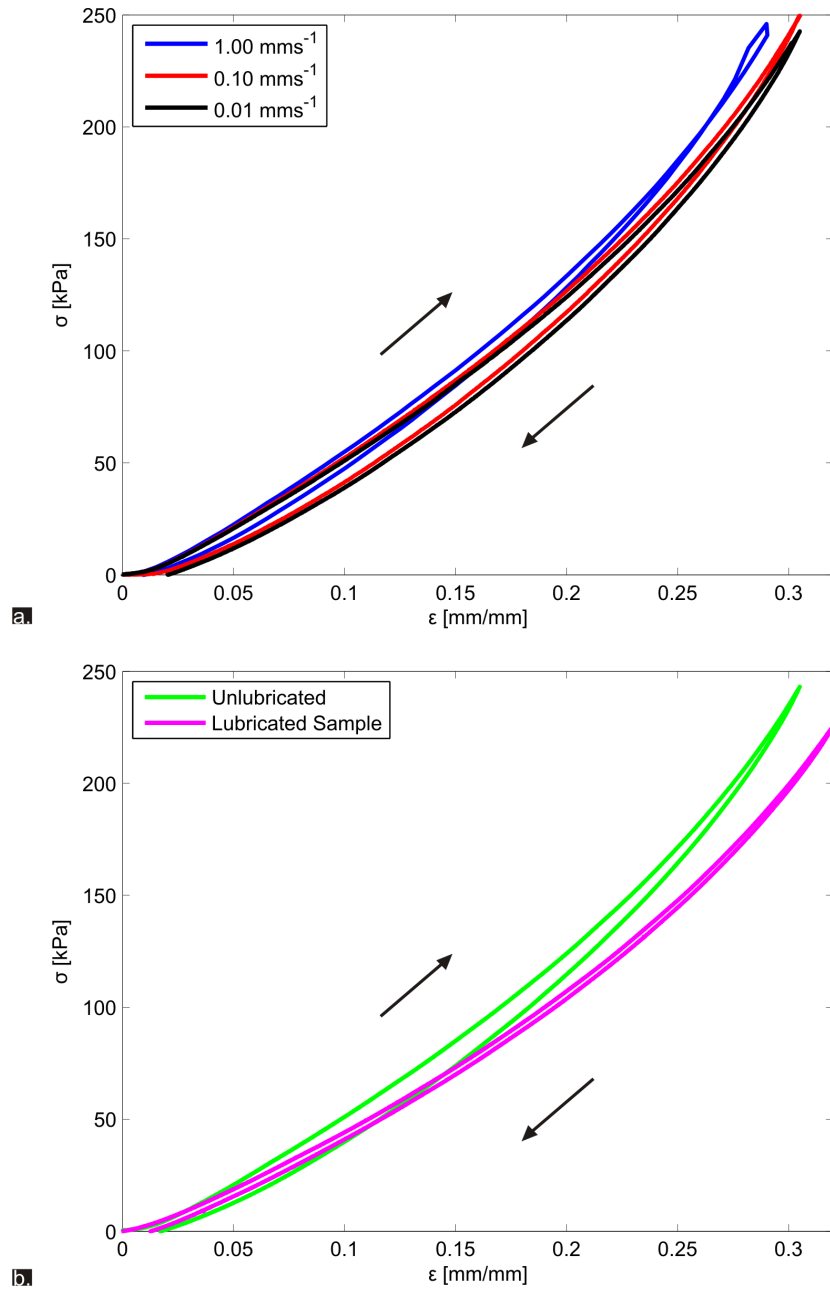 250
200
150
100
50
0
σ [kPa]
1.00 mms⁻¹
0.10 mms⁻¹
0.01 mms⁻¹
0 0.05 0.1 0.15 0.2 0.25 0.3
ε [mm/mm]
a.
250
200
150
100
50
0
σ [kPa]
Unlubricated
Lubricated Sample
0 0.05 0.1 0.15 0.2 0.25 0.3
ε [mm/mm]
b.